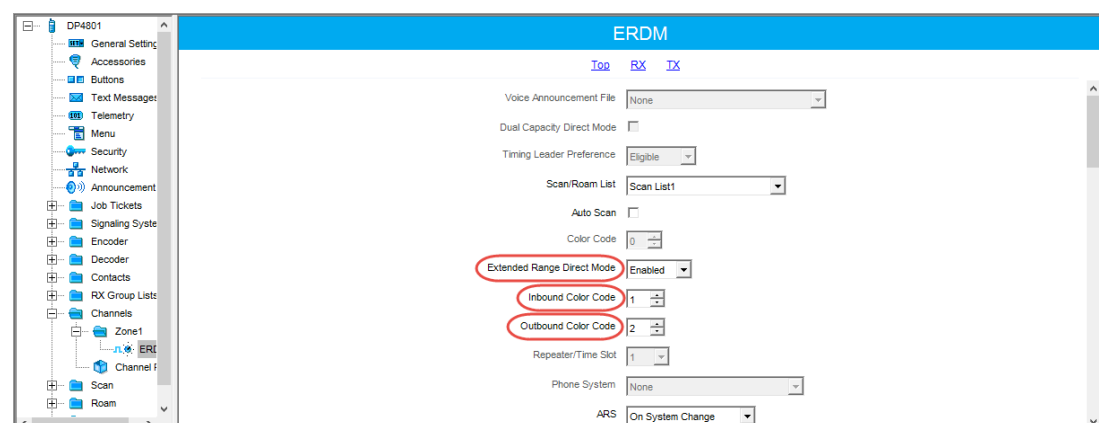 DP4801
General Setting
Accessories
Buttons
Text Messages
Telemetry
Menu
Security
Network
Announcement
Job Tickets
Signaling Syste
Encoder
Decoder
Contacts
RX Group Lists
Channels
Zone1
ERD
Channel P
Scan
Roam
ERDM
Top RX TX
Voice Announcement File None
Dual Capacity Direct Mode
Timing Leader Preference Eligible
Scan/Roam List Scan List1
Auto Scan
Color Code 0
Extended Range Direct Mode Enabled
Inbound Color Code 1
Outbound Color Code 2
Repeater/Time Slot 1
Phone System None
ARS On System Change